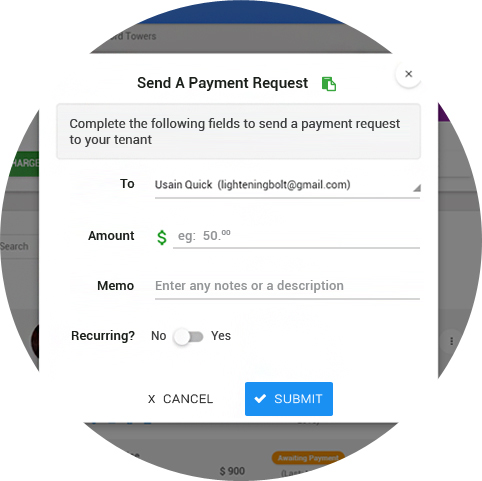 rd Towers
Send A Payment Request
×
Complete the following fields to send a payment request
to your tenant
HARGE
To Usain Quick (lighteningbolt@gmail.com)
Search
Amount $ eg: 50.⁰⁰
Memo Enter any notes or a description
Recurring? No Yes
X CANCEL ✔ SUBMIT
Awaiting Payment
$ 900